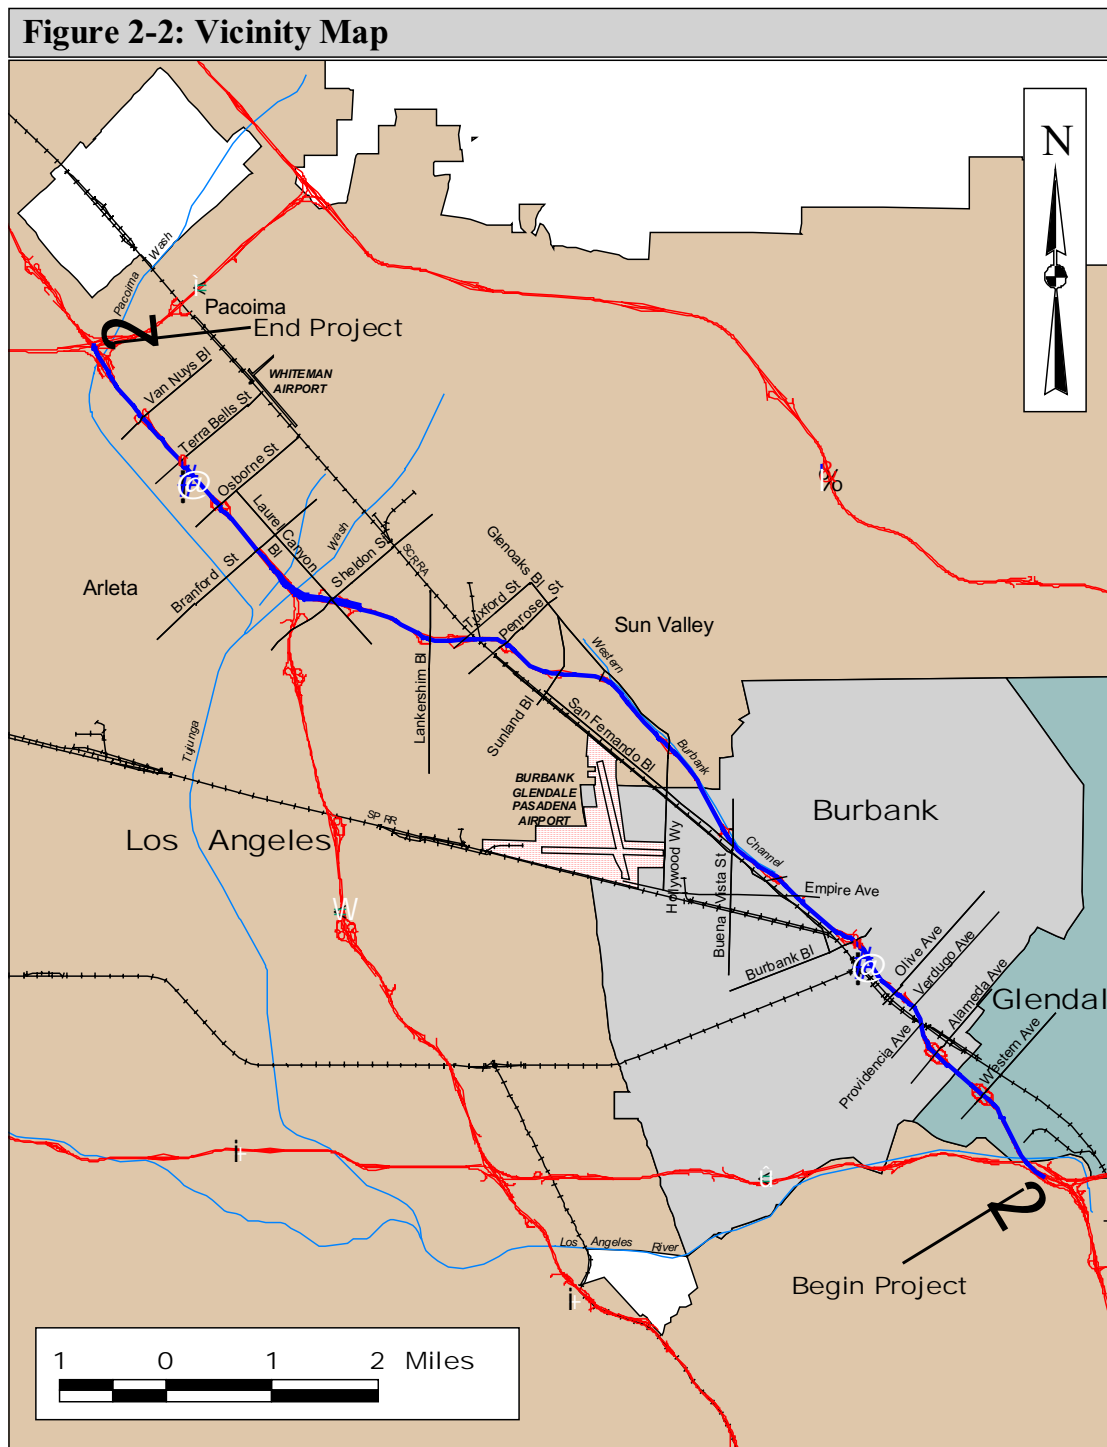 Figure 2-2: Vicinity Map
N
Pacoima
Wash
Pacoima
End Project
WHITEMAN
AIRPORT
Van Nuys Bl
Terra Bells St
Osborne St
Laurel Canyon
Bl
Wash
Sheldon St
SCRRA
Branford St
Arleta
Glenoaks Bl
Tuxford St
Penrose St
Sun Valley
Western
Lankershim Bl
Sunland Bl
San Fernando Bl
Burbank
Tujunga
BURBANK
GLENDALE
PASADENA
AIRPORT
SP RR
Los Angeles
Burbank
Channel
Hollywood Wy
Buena Vista St
Empire Ave
Burbank Bl
Olive Ave
Verdugo Ave
Alameda Ave
Glendal
Providencia Ave
Western Ave
Los Angeles River
Begin Project
1 0 1 2 Miles